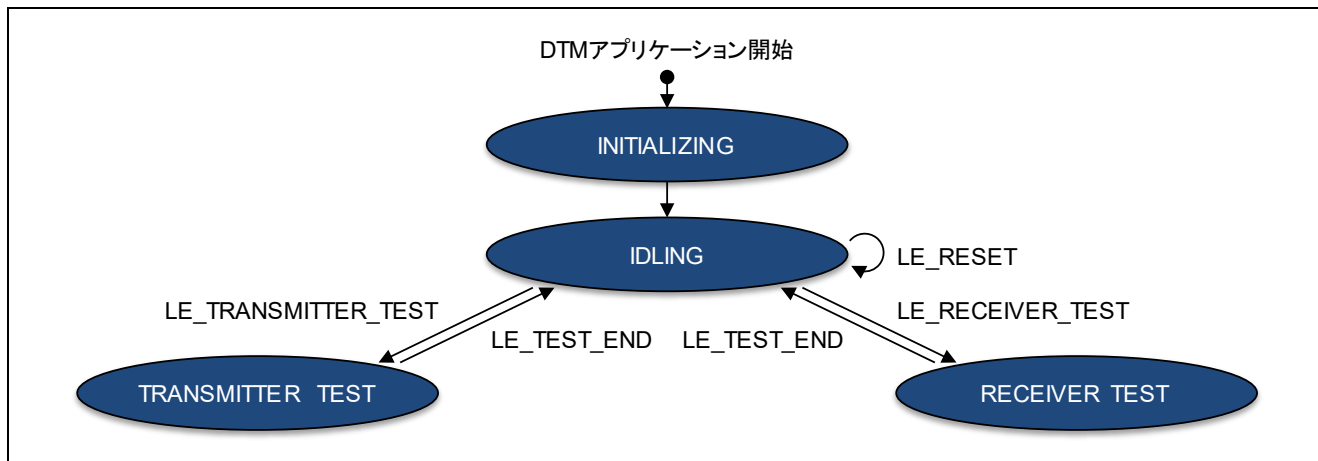 DTMアプリケーション開始
INITIALIZING
IDLING
LE_RESET
LE_TRANSMITTER_TEST
LE_RECEIVER_TEST
LE_TEST_END
LE_TEST_END
TRANSMITTER TEST
RECEIVER TEST